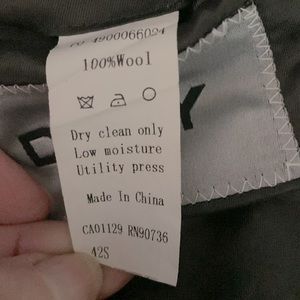 100%Wool
Dry clean only
Low moisture
Utility press
Made In China
CA01129 RN90736
42S